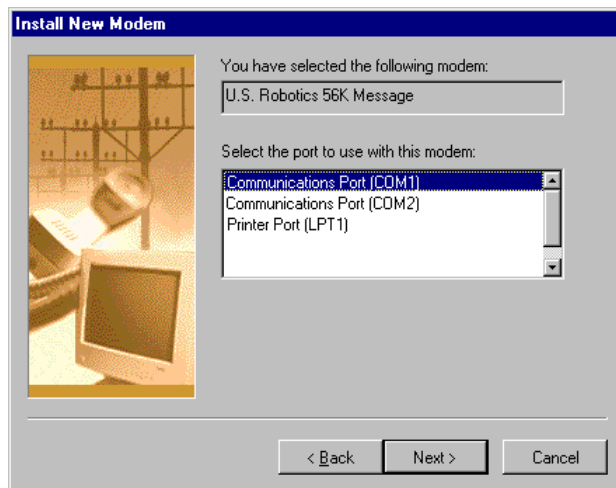 Install New Modem
You have selected the following modem:
U.S. Robotics 56K Message
Select the port to use with this modem:
Communications Port (COM1)
Communications Port (COM2)
Printer Port (LPT1)
< Back Next > Cancel